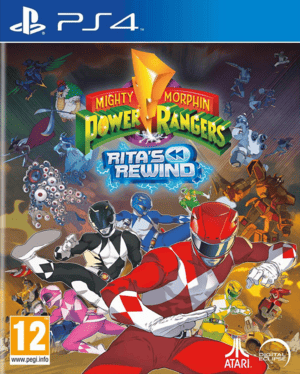 PS4
MIGHTY MORPHIN
POWER RANGERS
RITA'S
REWIND
12
www.pegi.info
ATARI
DIGITAL
ECLIPSE